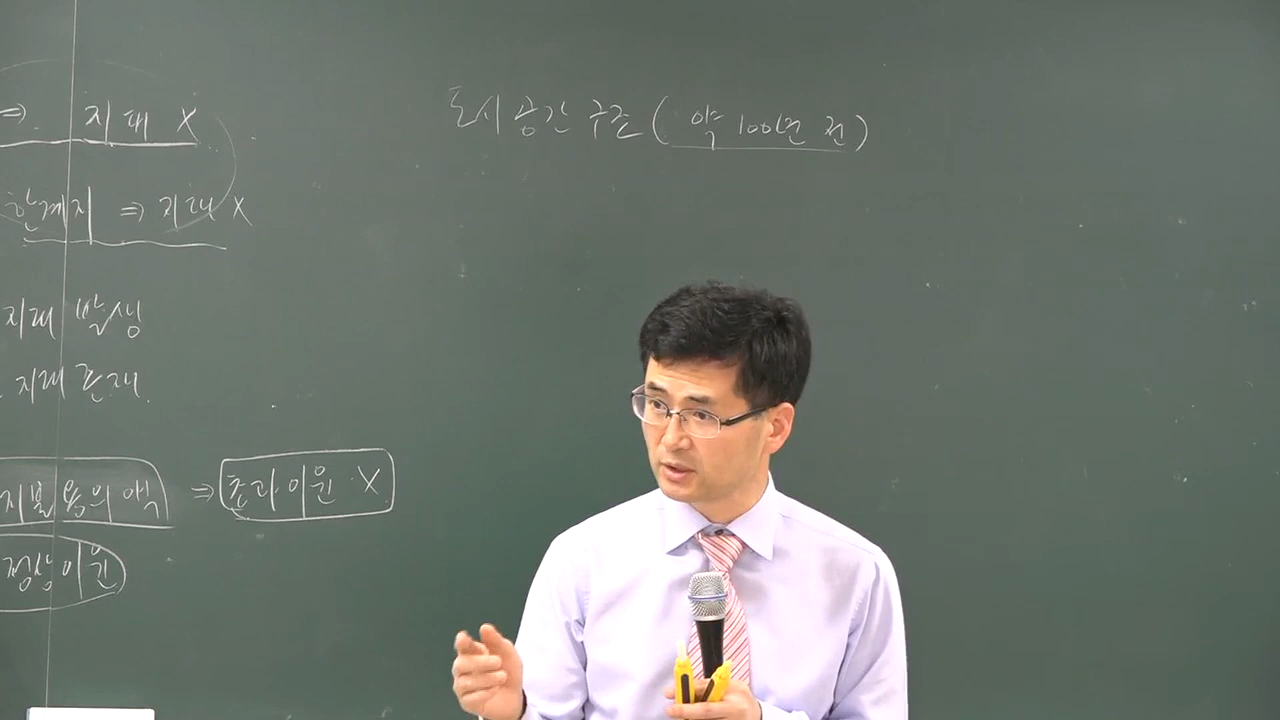 ⇒ 지대 X
한계지 ⇒ 지대 X
지대 발생
지대 존재.
지불용의액 ⇒ 초과이윤 X
정상이윤
도시 공간 구조 (약 100년 전)